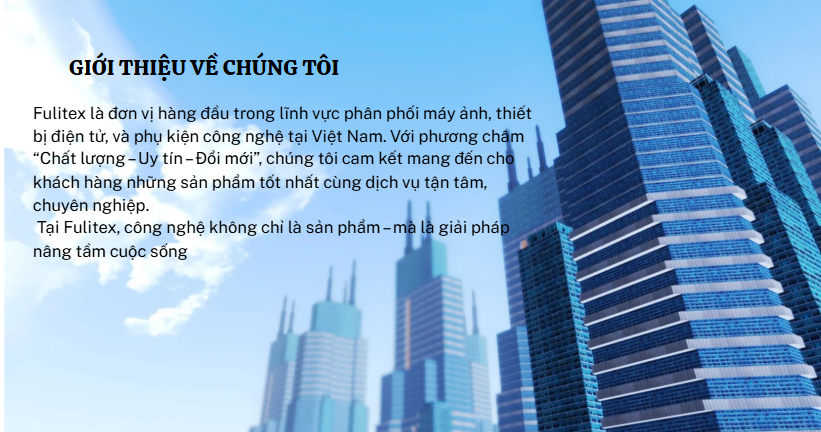 GIỚI THIỆU VỀ CHÚNG TÔI
Fulitex là đơn vị hàng đầu trong lĩnh vực phân phối máy ảnh, thiết
bị điện tử, và phụ kiện công nghệ tại Việt Nam. Với phương châm
“Chất lượng – Uy tín – Đổi mới”, chúng tôi cam kết mang đến cho
khách hàng những sản phẩm tốt nhất cùng dịch vụ tận tâm,
chuyên nghiệp.
Tại Fulitex, công nghệ không chỉ là sản phẩm – mà là giải pháp
nâng tầm cuộc sống